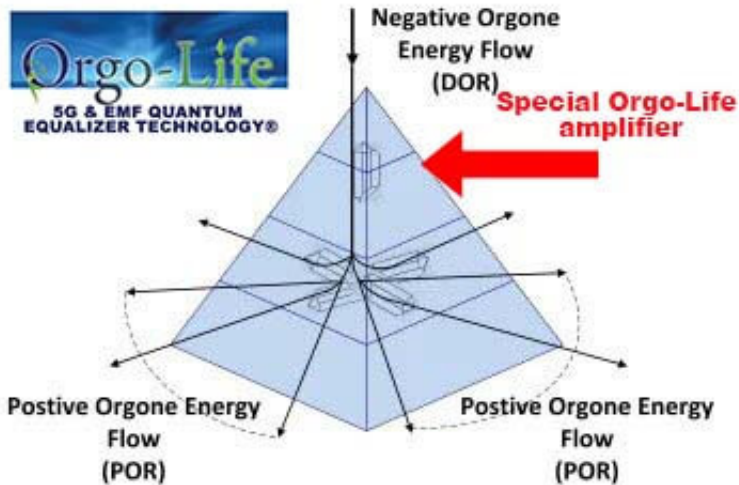 Orgo-Life
5G & EMF QUANTUM
EQUALIZER TECHNOLOGY®
Negative Orgone
Energy Flow
(DOR)
Special Orgo-Life
amplifier
Postive Orgone Energy
Flow
(POR)
Postive Orgone Energy
Flow
(POR)